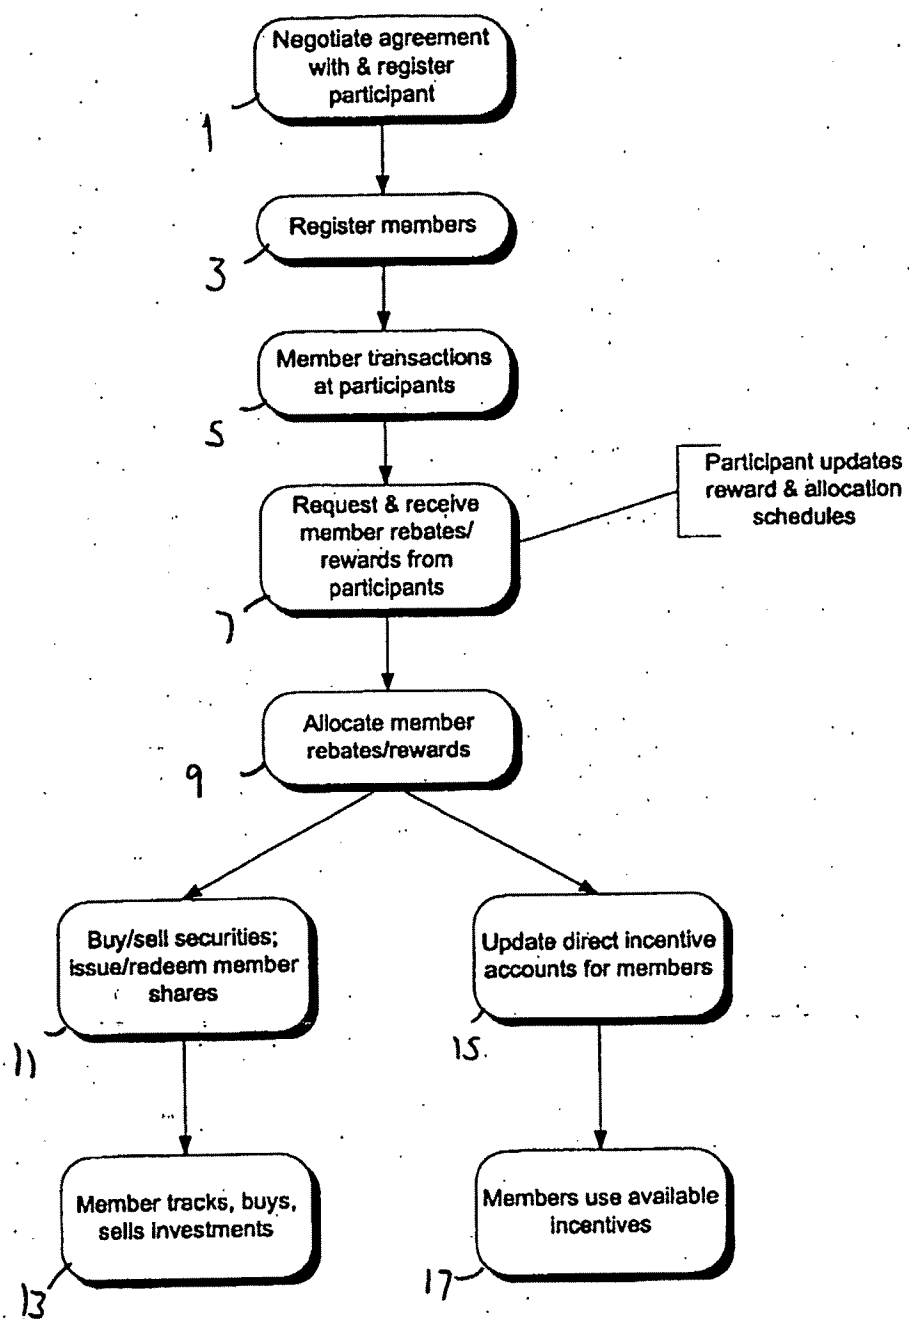 Negotiate agreement
with & register
participant
1
Register members
3
Member transactions
at participants
5
Participant updates
reward & allocation
schedules
Request & receive
member rebates/
rewards from
participants
7
Allocate member
rebates/rewards
9
Buy/sell securities;
issue/redeem member
shares
11
Update direct incentive
accounts for members
15.
Member tracks, buys,
sells investments
13
Members use available
incentives
17